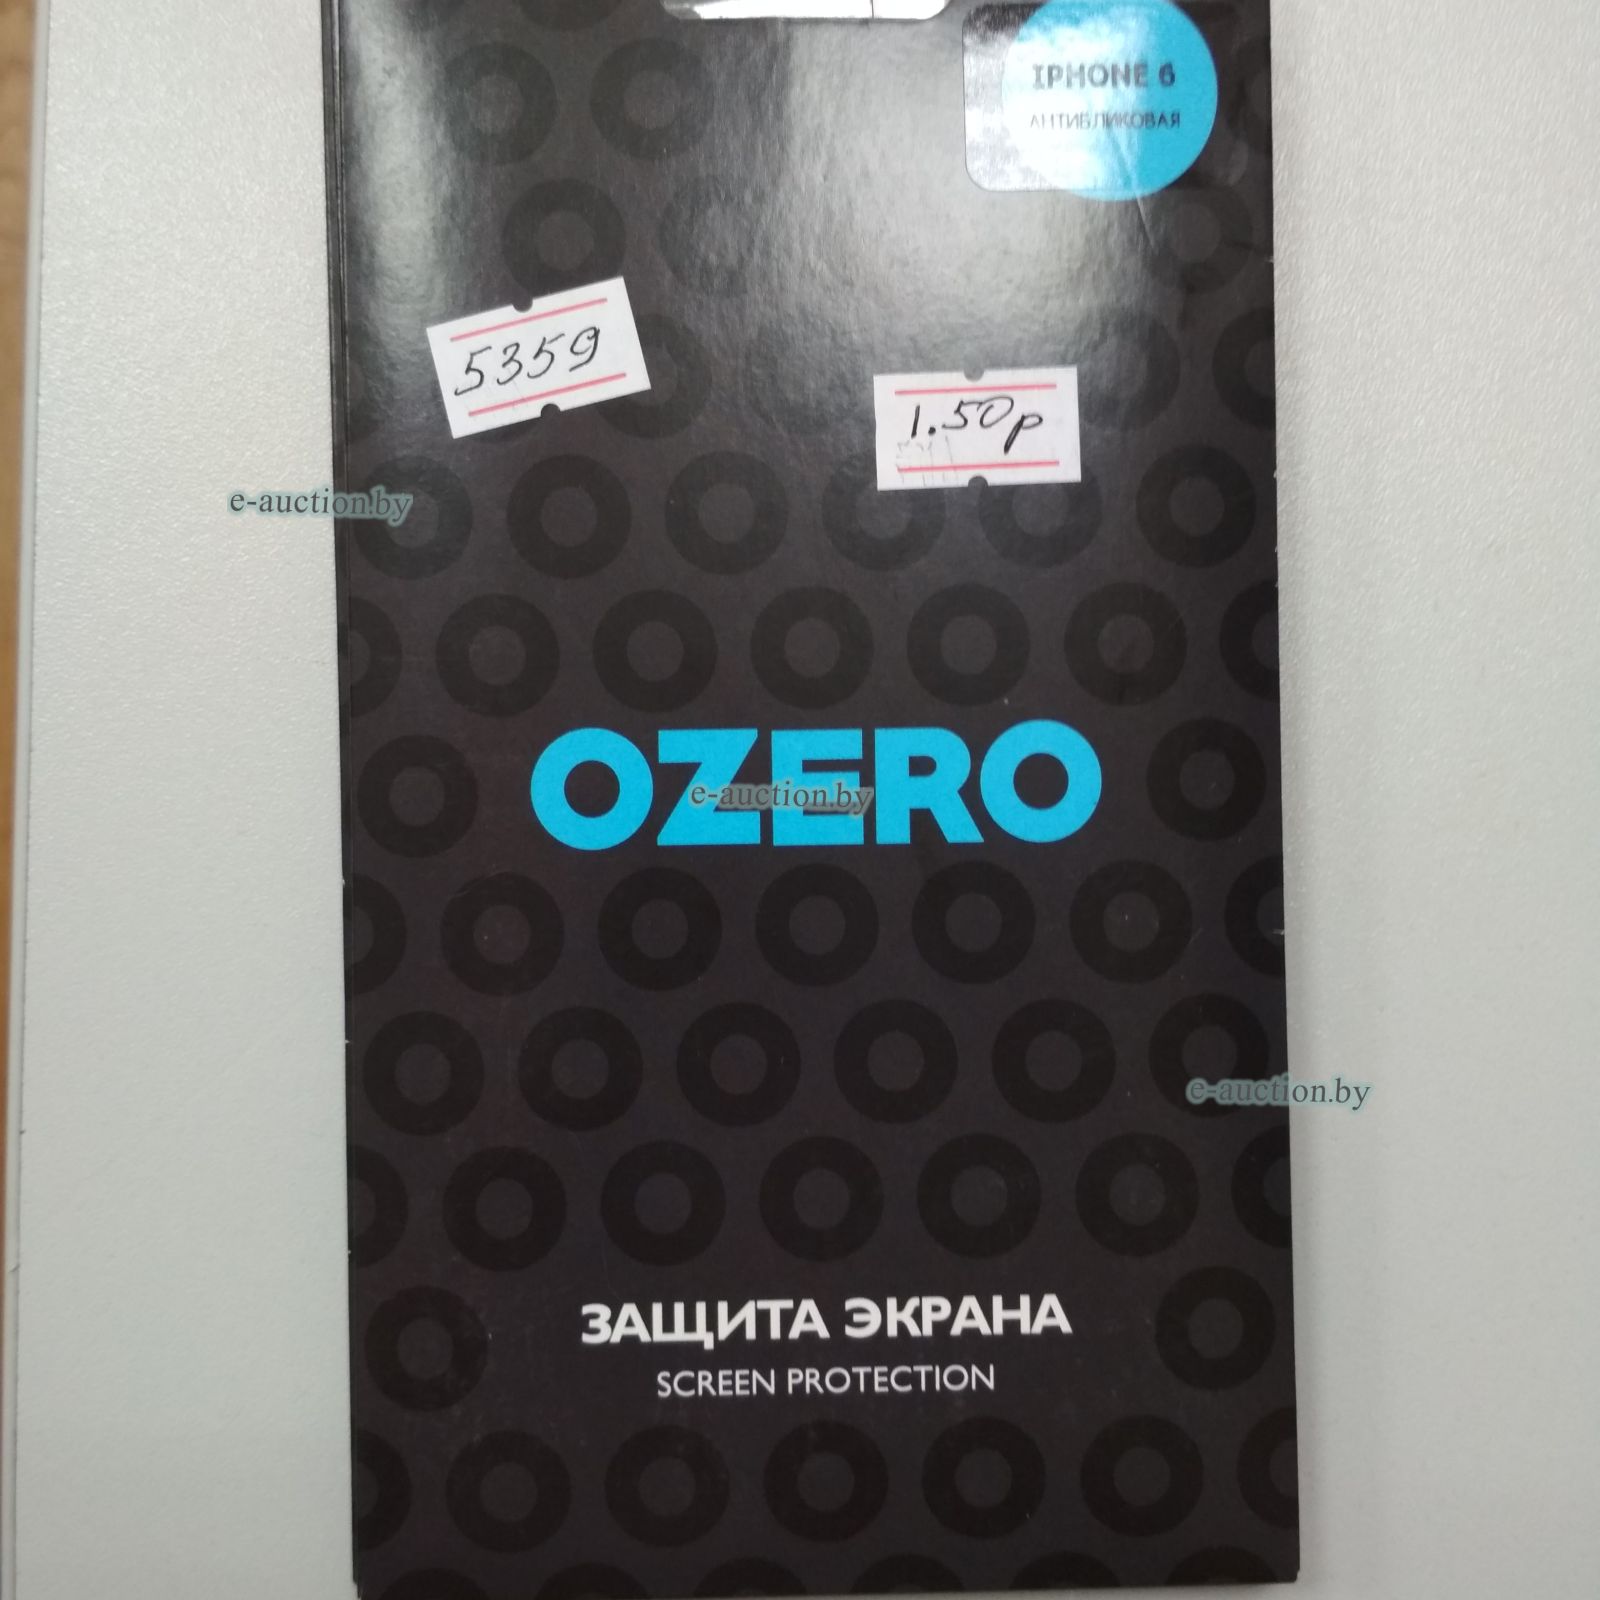 IPHONE 6
АНТИБЛИКОВАЯ
5359
1.50р
e-auction.by
OZERO
e-auction.by
e-auction.by
ЗАЩИТА ЭКРАНА
SCREEN PROTECTION